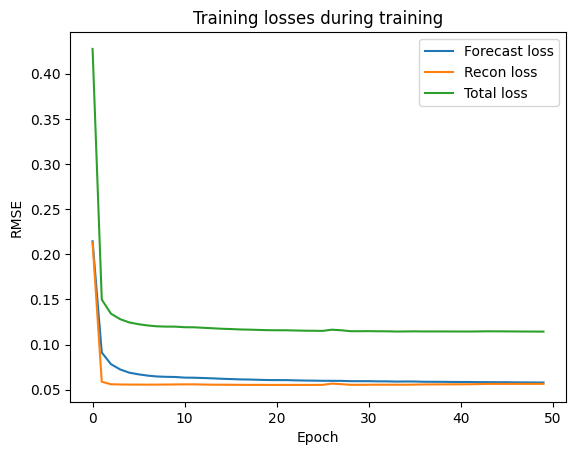 Training losses during training
Forecast loss
Recon loss
Total loss
0.40
0.35
0.30
0.25
0.20
0.15
0.10
0.05
RMSE
0 10 20 30 40 50
Epoch